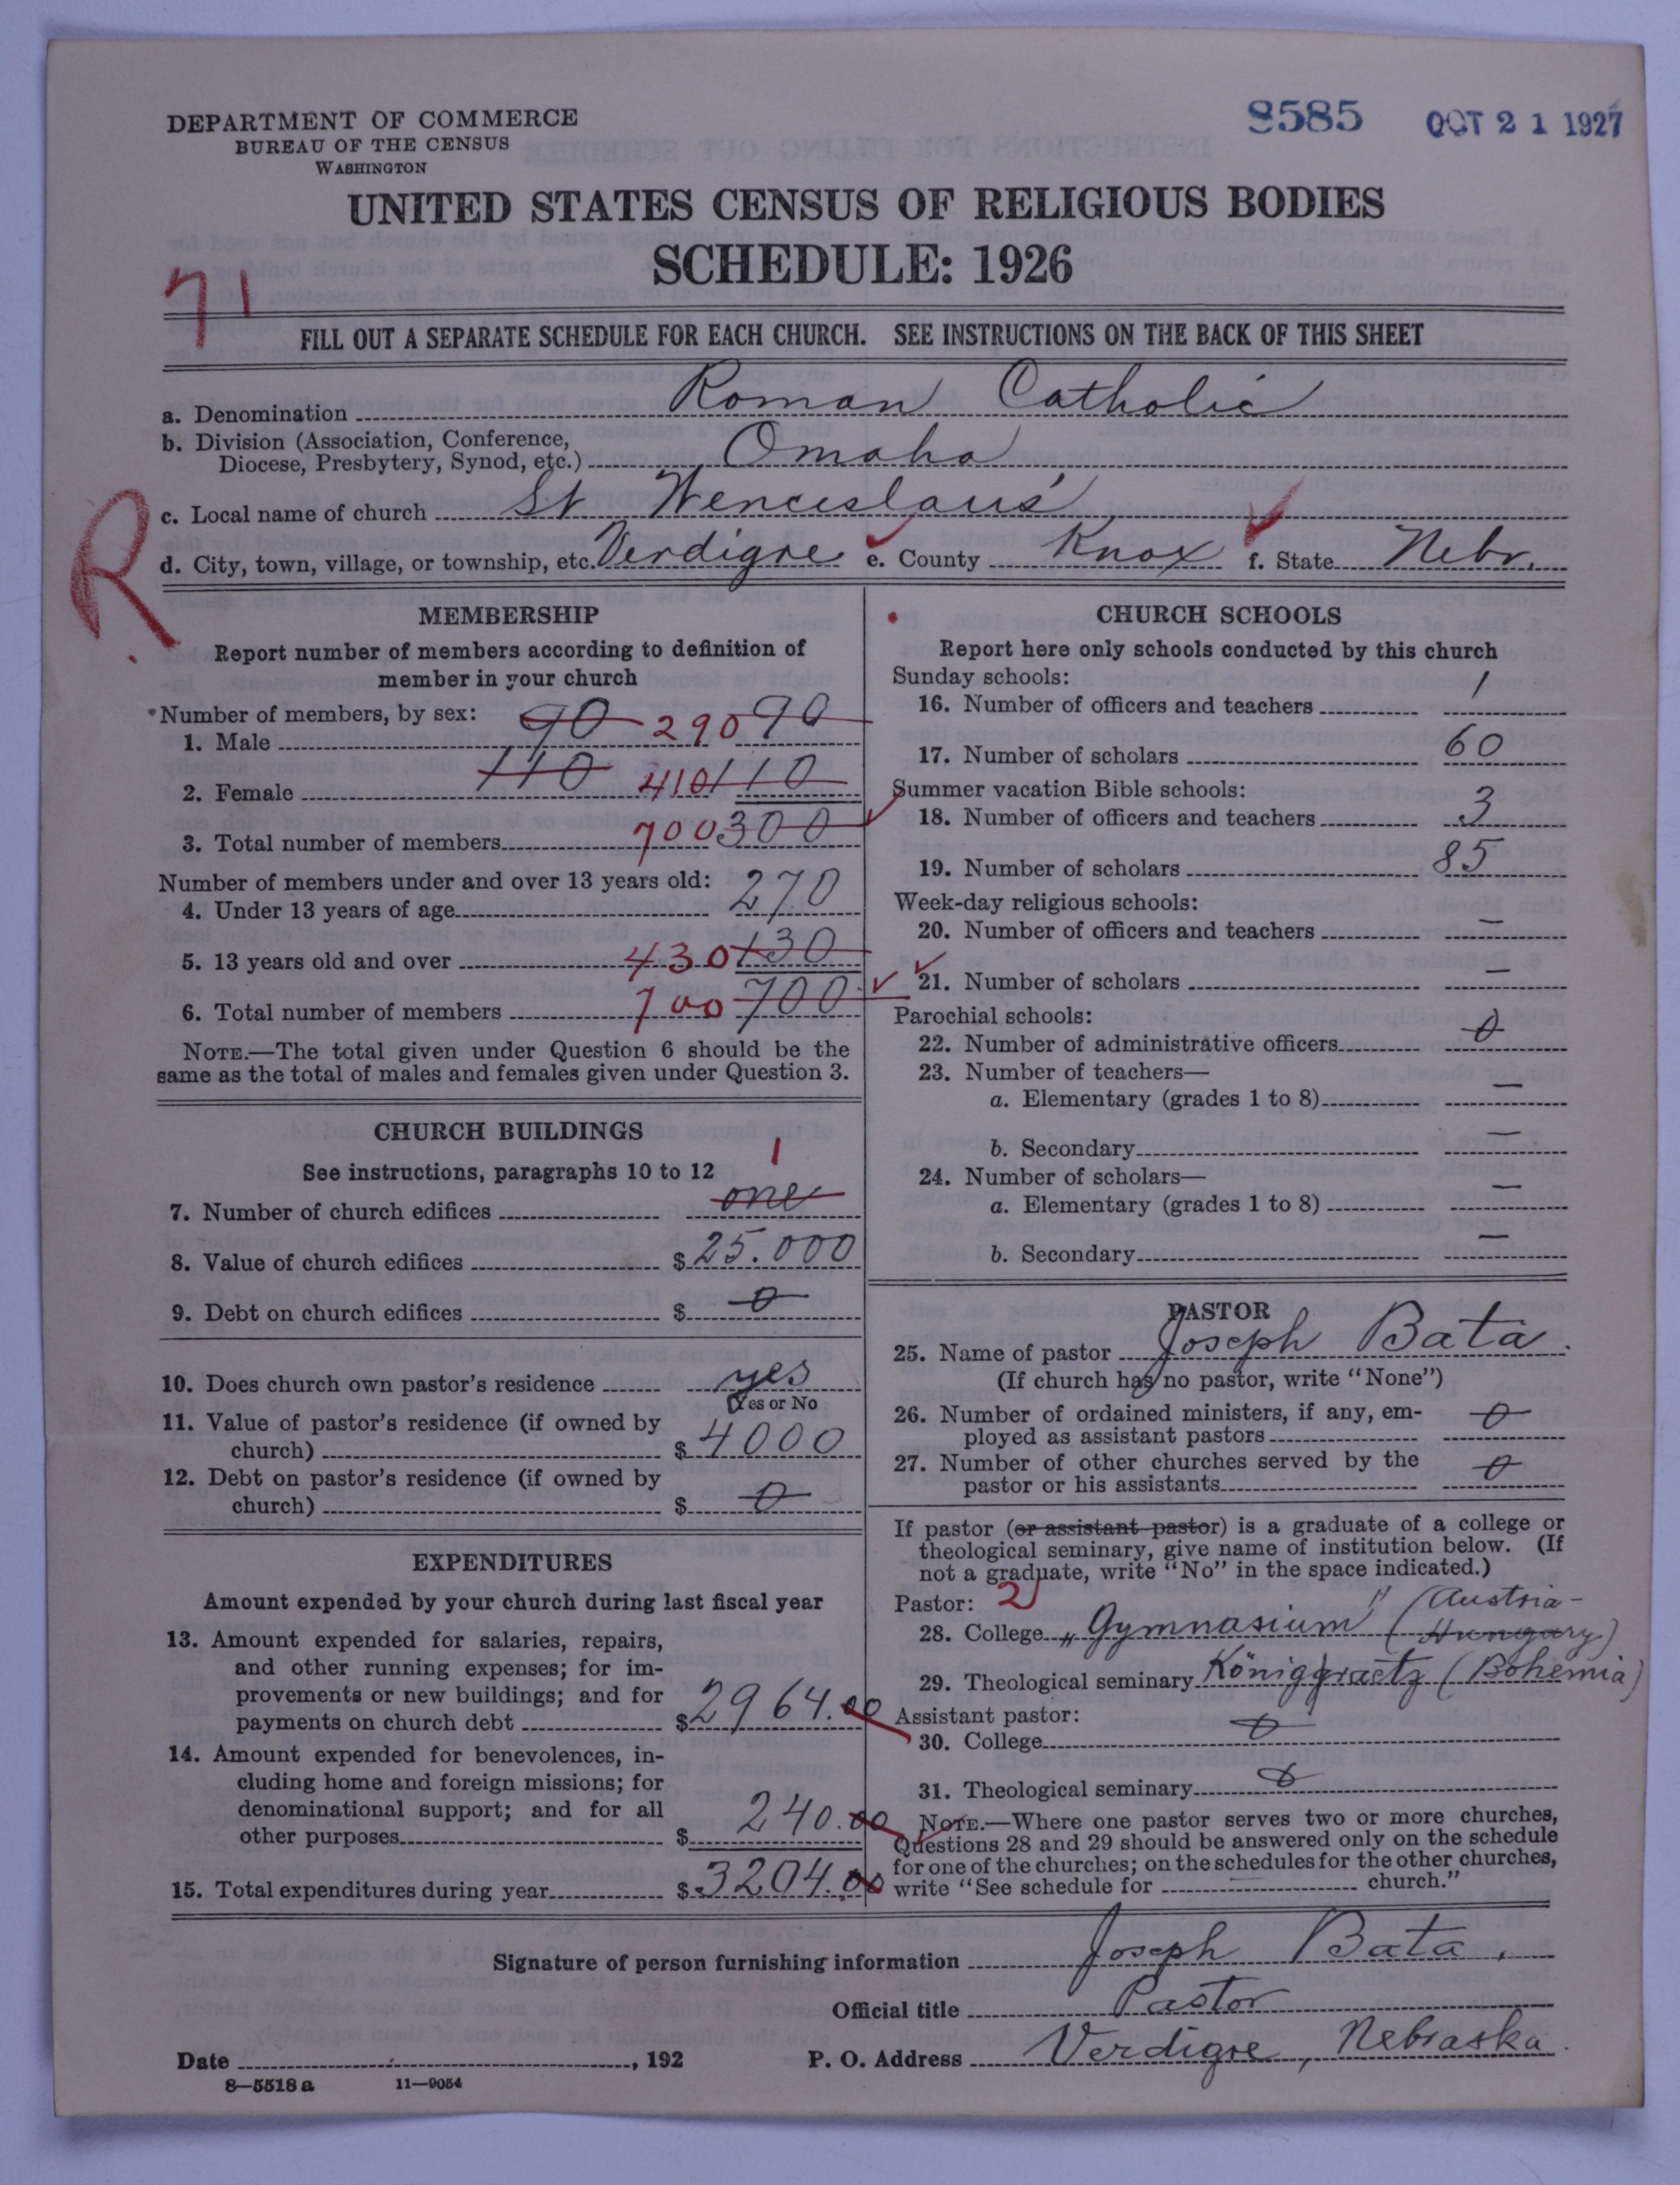 DEPARTMENT OF COMMERCE
BUREAU OF THE CENSUS
WASHINGTON
8585 OCT 21 1927
UNITED STATES CENSUS OF RELIGIOUS BODIES
SCHEDULE: 1926
71
FILL OUT A SEPARATE SCHEDULE FOR EACH CHURCH. SEE INSTRUCTIONS ON THE BACK OF THIS SHEET
a. Denomination Roman Catholic
b. Division (Association, Conference,
Diocese, Presbytery, Synod, etc.) Omaha
c. Local name of church St Wenceslaus'
R
d. City, town, village, or township, etc. Verdigre e. County Knox f. State Nebr.
MEMBERSHIP
Report number of members according to definition of
member in your church
Number of members, by sex:
1. Male 90 290 90
2. Female 110 410 110
3. Total number of members 700 300
Number of members under and over 13 years old:
4. Under 13 years of age 270
5. 13 years old and over 430 130
6. Total number of members 700 700
NOTE.—The total given under Question 6 should be the
same as the total of males and females given under Question 3.
CHURCH BUILDINGS
See instructions, paragraphs 10 to 12
1
7. Number of church edifices one
8. Value of church edifices $ 25.000
9. Debt on church edifices $ 0
10. Does church own pastor's residence yes
Yes or No
11. Value of pastor's residence (if owned by
church) $ 4000
12. Debt on pastor's residence (if owned by
church) $ 0
EXPENDITURES
Amount expended by your church during last fiscal year
13. Amount expended for salaries, repairs,
and other running expenses; for im-
provements or new buildings; and for
payments on church debt $ 2964.00
14. Amount expended for benevolences, in-
cluding home and foreign missions; for
denominational support; and for all
other purposes $ 240.00
15. Total expenditures during year $ 3204.00
CHURCH SCHOOLS
Report here only schools conducted by this church
Sunday schools:
16. Number of officers and teachers 1
17. Number of scholars 60
Summer vacation Bible schools:
18. Number of officers and teachers 3
19. Number of scholars 85
Week-day religious schools:
20. Number of officers and teachers —
21. Number of scholars —
Parochial schools:
22. Number of administrative officers 0
23. Number of teachers—
a. Elementary (grades 1 to 8) —
b. Secondary —
24. Number of scholars—
a. Elementary (grades 1 to 8) —
b. Secondary —
PASTOR
25. Name of pastor Joseph Bata
(If church has no pastor, write "None")
26. Number of ordained ministers, if any, em-
ployed as assistant pastors 0
27. Number of other churches served by the
pastor or his assistants 0
If pastor (or assistant pastor) is a graduate of a college or
theological seminary, give name of institution below. (If
not a graduate, write "No" in the space indicated.)
Pastor: 2
28. College „Gymnasium" (Austria-
Hungary)
29. Theological seminary Königgraetz (Bohemia)
Assistant pastor:
30. College 0
31. Theological seminary 0
NOTE.—Where one pastor serves two or more churches,
Questions 28 and 29 should be answered only on the schedule
for one of the churches; on the schedules for the other churches,
write "See schedule for — church."
Signature of person furnishing information Joseph Bata.
Official title Pastor
Date , 192 P. O. Address Verdigre, Nebraska.
8—5518 a 11—9054